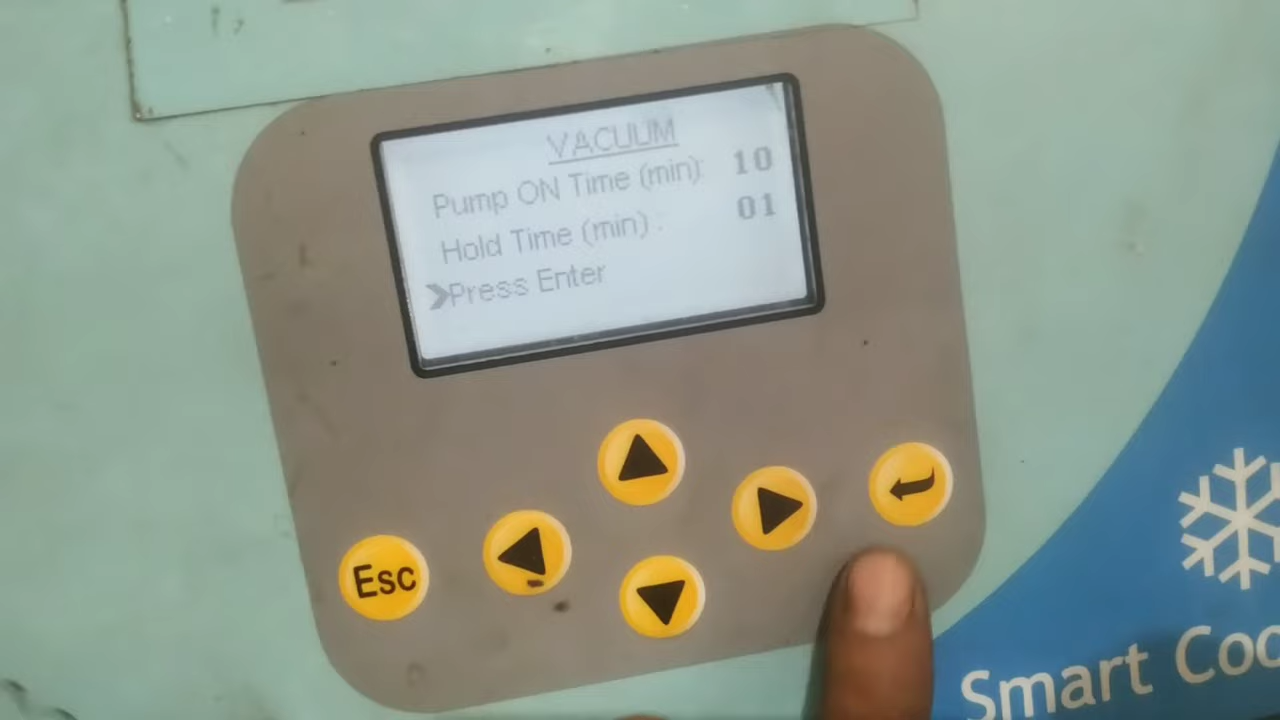 VACUUM
Pump ON Time (min): 10
Hold Time (min) : 01
Press Enter
Esc
Smart Coo